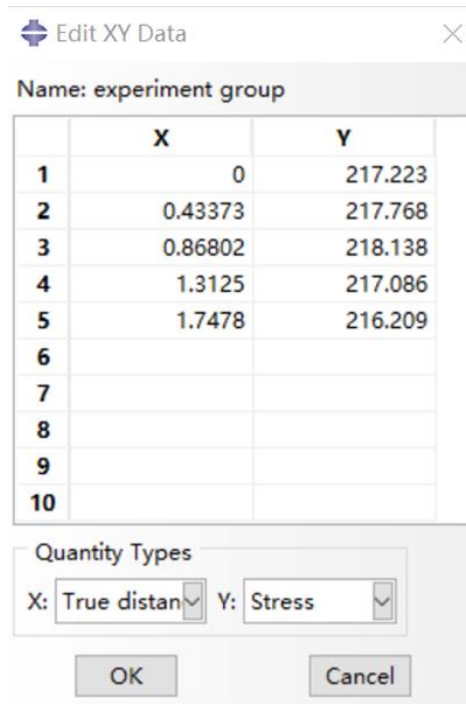 Edit XY Data
Name: experiment group
X Y
1 0 217.223
2 0.43373 217.768
3 0.86802 218.138
4 1.3125 217.086
5 1.7478 216.209
6
7
8
9
10
Quantity Types
X: True distan Y: Stress
OK Cancel